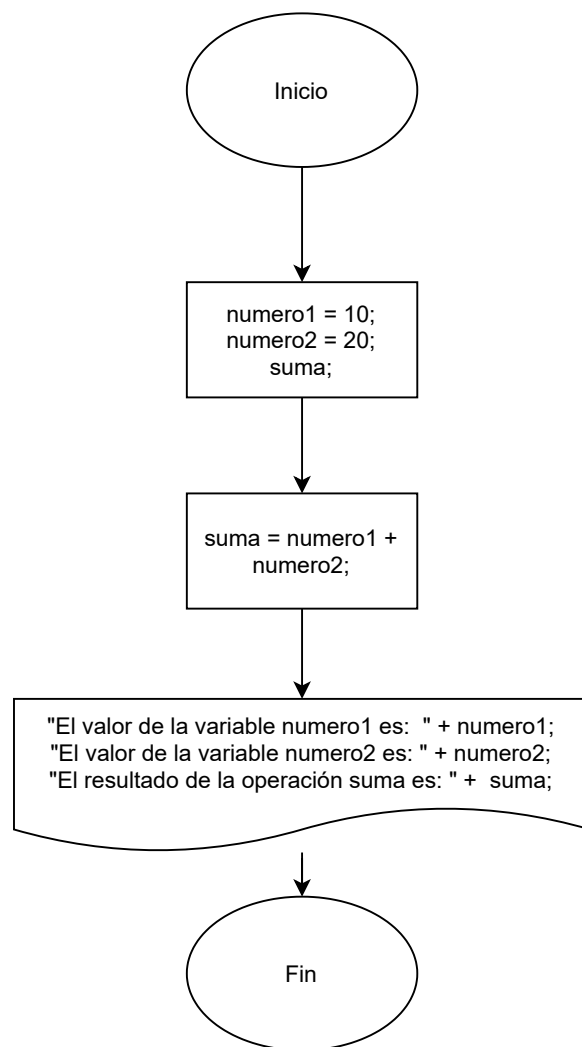 Inicio
numero1 = 10;
numero2 = 20;
suma;
suma = numero1 +
numero2;
"El valor de la variable numero1 es:  " + numero1;
"El valor de la variable numero2 es: " + numero2;
"El resultado de la operación suma es: " +  suma;
Fin